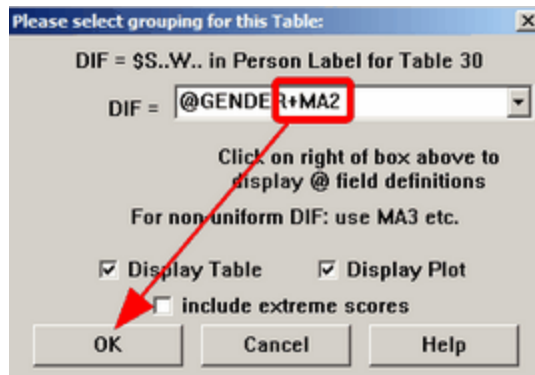 Please select grouping for this Table:
DIF = $S..W.. in Person Label for Table 30
DIF = @GENDER+MA2
Click on right of box above to
display @ field definitions
For non-uniform DIF: use MA3 etc.
Display Table Display Plot
include extreme scores
OK Cancel Help